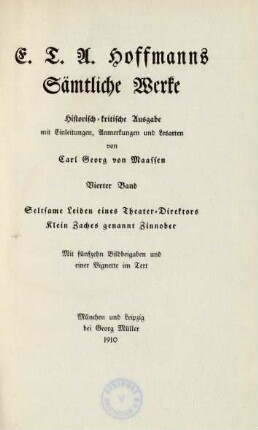 E. T. A. Hoffmanns
Sämtliche Werke
Historisch-kritische Ausgabe
mit Einleitungen, Anmerkungen und Lesarten
von
Carl Georg von Maassen
Vierter Band
Seltsame Leiden eines Theater-Direktors
Klein Zaches genannt Zinnober
Mit fünfzehn Bildbeigaben und
einer Vignette im Text
München und Leipzig
bei Georg Müller
1910